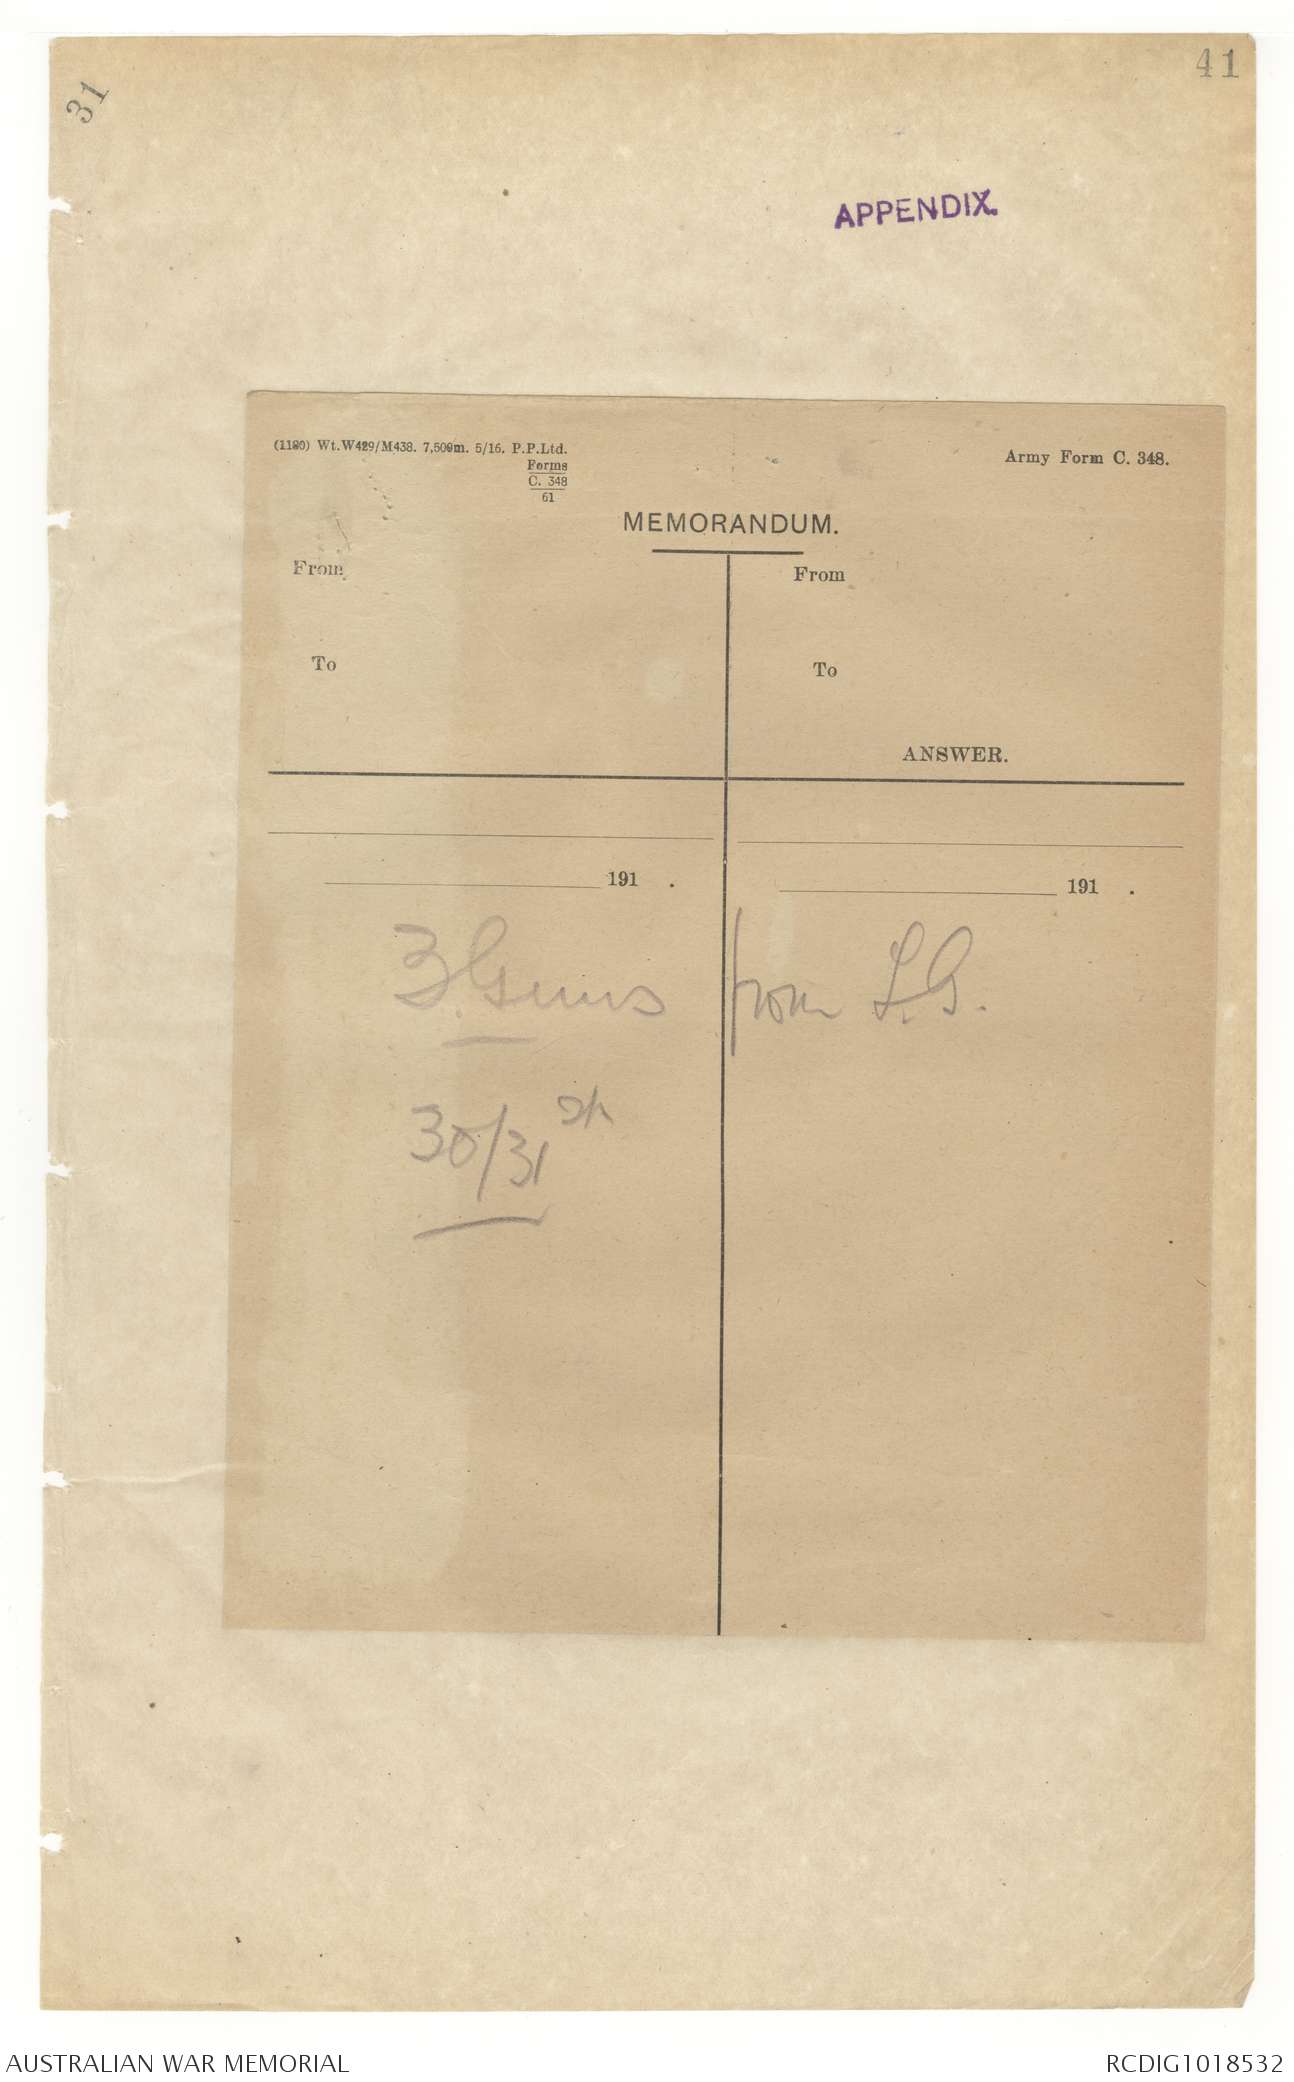 31
41
APPENDIX.
(1180) Wt.W429/M438. 7,500m. 5/16. P.P.Ltd.
Forms
C. 348
61
Army Form C. 348.
MEMORANDUM.
From
From
To
To
ANSWER.
191 .
191 .
3. Guns from L.G.
30/31st
AUSTRALIAN WAR MEMORIAL
RCDIG1018532